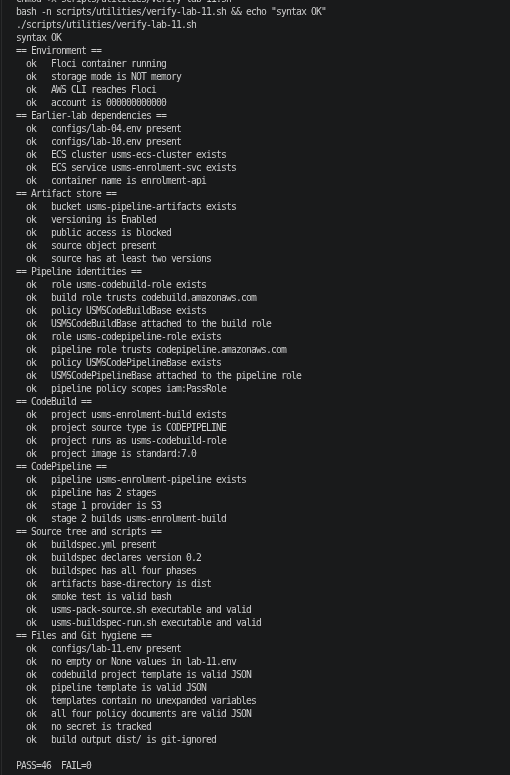 chmod +x scripts/utilities/verify-lab-11.sh
bash -n scripts/utilities/verify-lab-11.sh && echo "syntax OK"
./scripts/utilities/verify-lab-11.sh
syntax OK
== Environment ==
ok Floci container running
ok storage mode is NOT memory
ok AWS CLI reaches Floci
ok account is 000000000000
== Earlier-lab dependencies ==
ok configs/lab-04.env present
ok configs/lab-10.env present
ok ECS cluster usms-ecs-cluster exists
ok ECS service usms-enrolment-svc exists
ok container name is enrolment-api
== Artifact store ==
ok bucket usms-pipeline-artifacts exists
ok versioning is Enabled
ok public access is blocked
ok source object present
ok source has at least two versions
== Pipeline identities ==
ok role usms-codebuild-role exists
ok build role trusts codebuild.amazonaws.com
ok policy USMSCodeBuildBase exists
ok USMSCodeBuildBase attached to the build role
ok role usms-codepipeline-role exists
ok pipeline role trusts codepipeline.amazonaws.com
ok policy USMSCodePipelineBase exists
ok USMSCodePipelineBase attached to the pipeline role
ok pipeline policy scopes iam:PassRole
== CodeBuild ==
ok project usms-enrolment-build exists
ok project source type is CODEPIPELINE
ok project runs as usms-codebuild-role
ok project image is standard:7.0
== CodePipeline ==
ok pipeline usms-enrolment-pipeline exists
ok pipeline has 2 stages
ok stage 1 provider is S3
ok stage 2 builds usms-enrolment-build
== Source tree and scripts ==
ok buildspec.yml present
ok buildspec declares version 0.2
ok buildspec has all four phases
ok artifacts base-directory is dist
ok smoke test is valid bash
ok usms-pack-source.sh executable and valid
ok usms-buildspec-run.sh executable and valid
== Files and Git hygiene ==
ok configs/lab-11.env present
ok no empty or None values in lab-11.env
ok codebuild project template is valid JSON
ok pipeline template is valid JSON
ok templates contain no unexpanded variables
ok all four policy documents are valid JSON
ok no secret is tracked
ok build output dist/ is git-ignored
PASS=46 FAIL=0